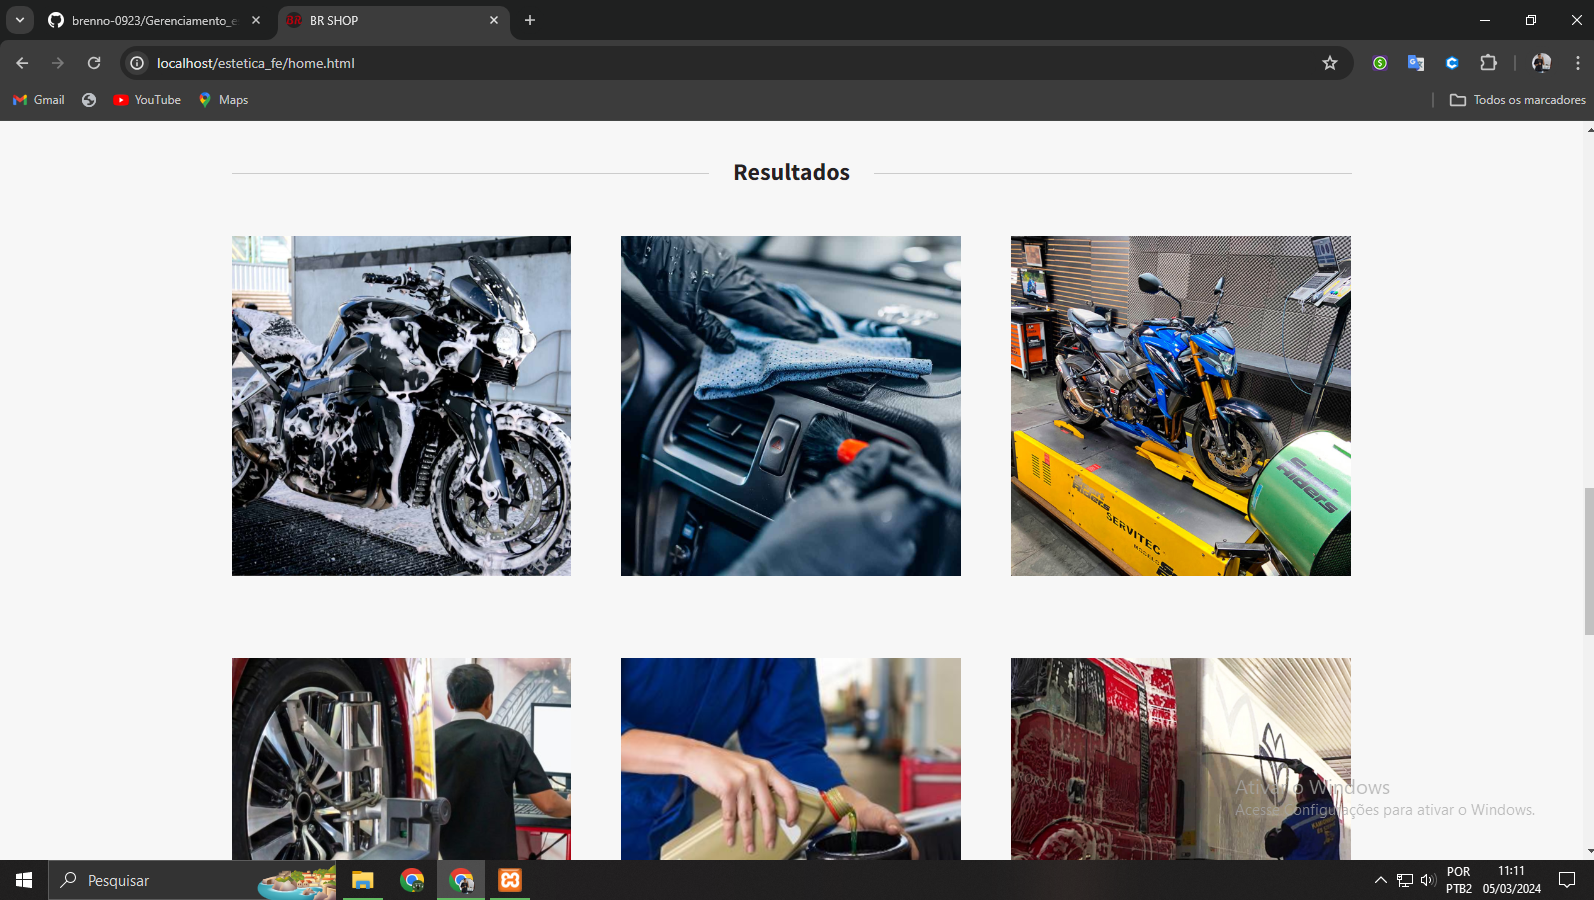 brenno-0923/Gerenciamento_e
BR SHOP
localhost/estetica_fe/home.html
Gmail
YouTube
Maps
Todos os marcadores
Resultados
SERVITEC
Riders
Ativar o Windows
Acesse Configurações para ativar o Windows.
Pesquisar
POR
PTB2
11:11
05/03/2024